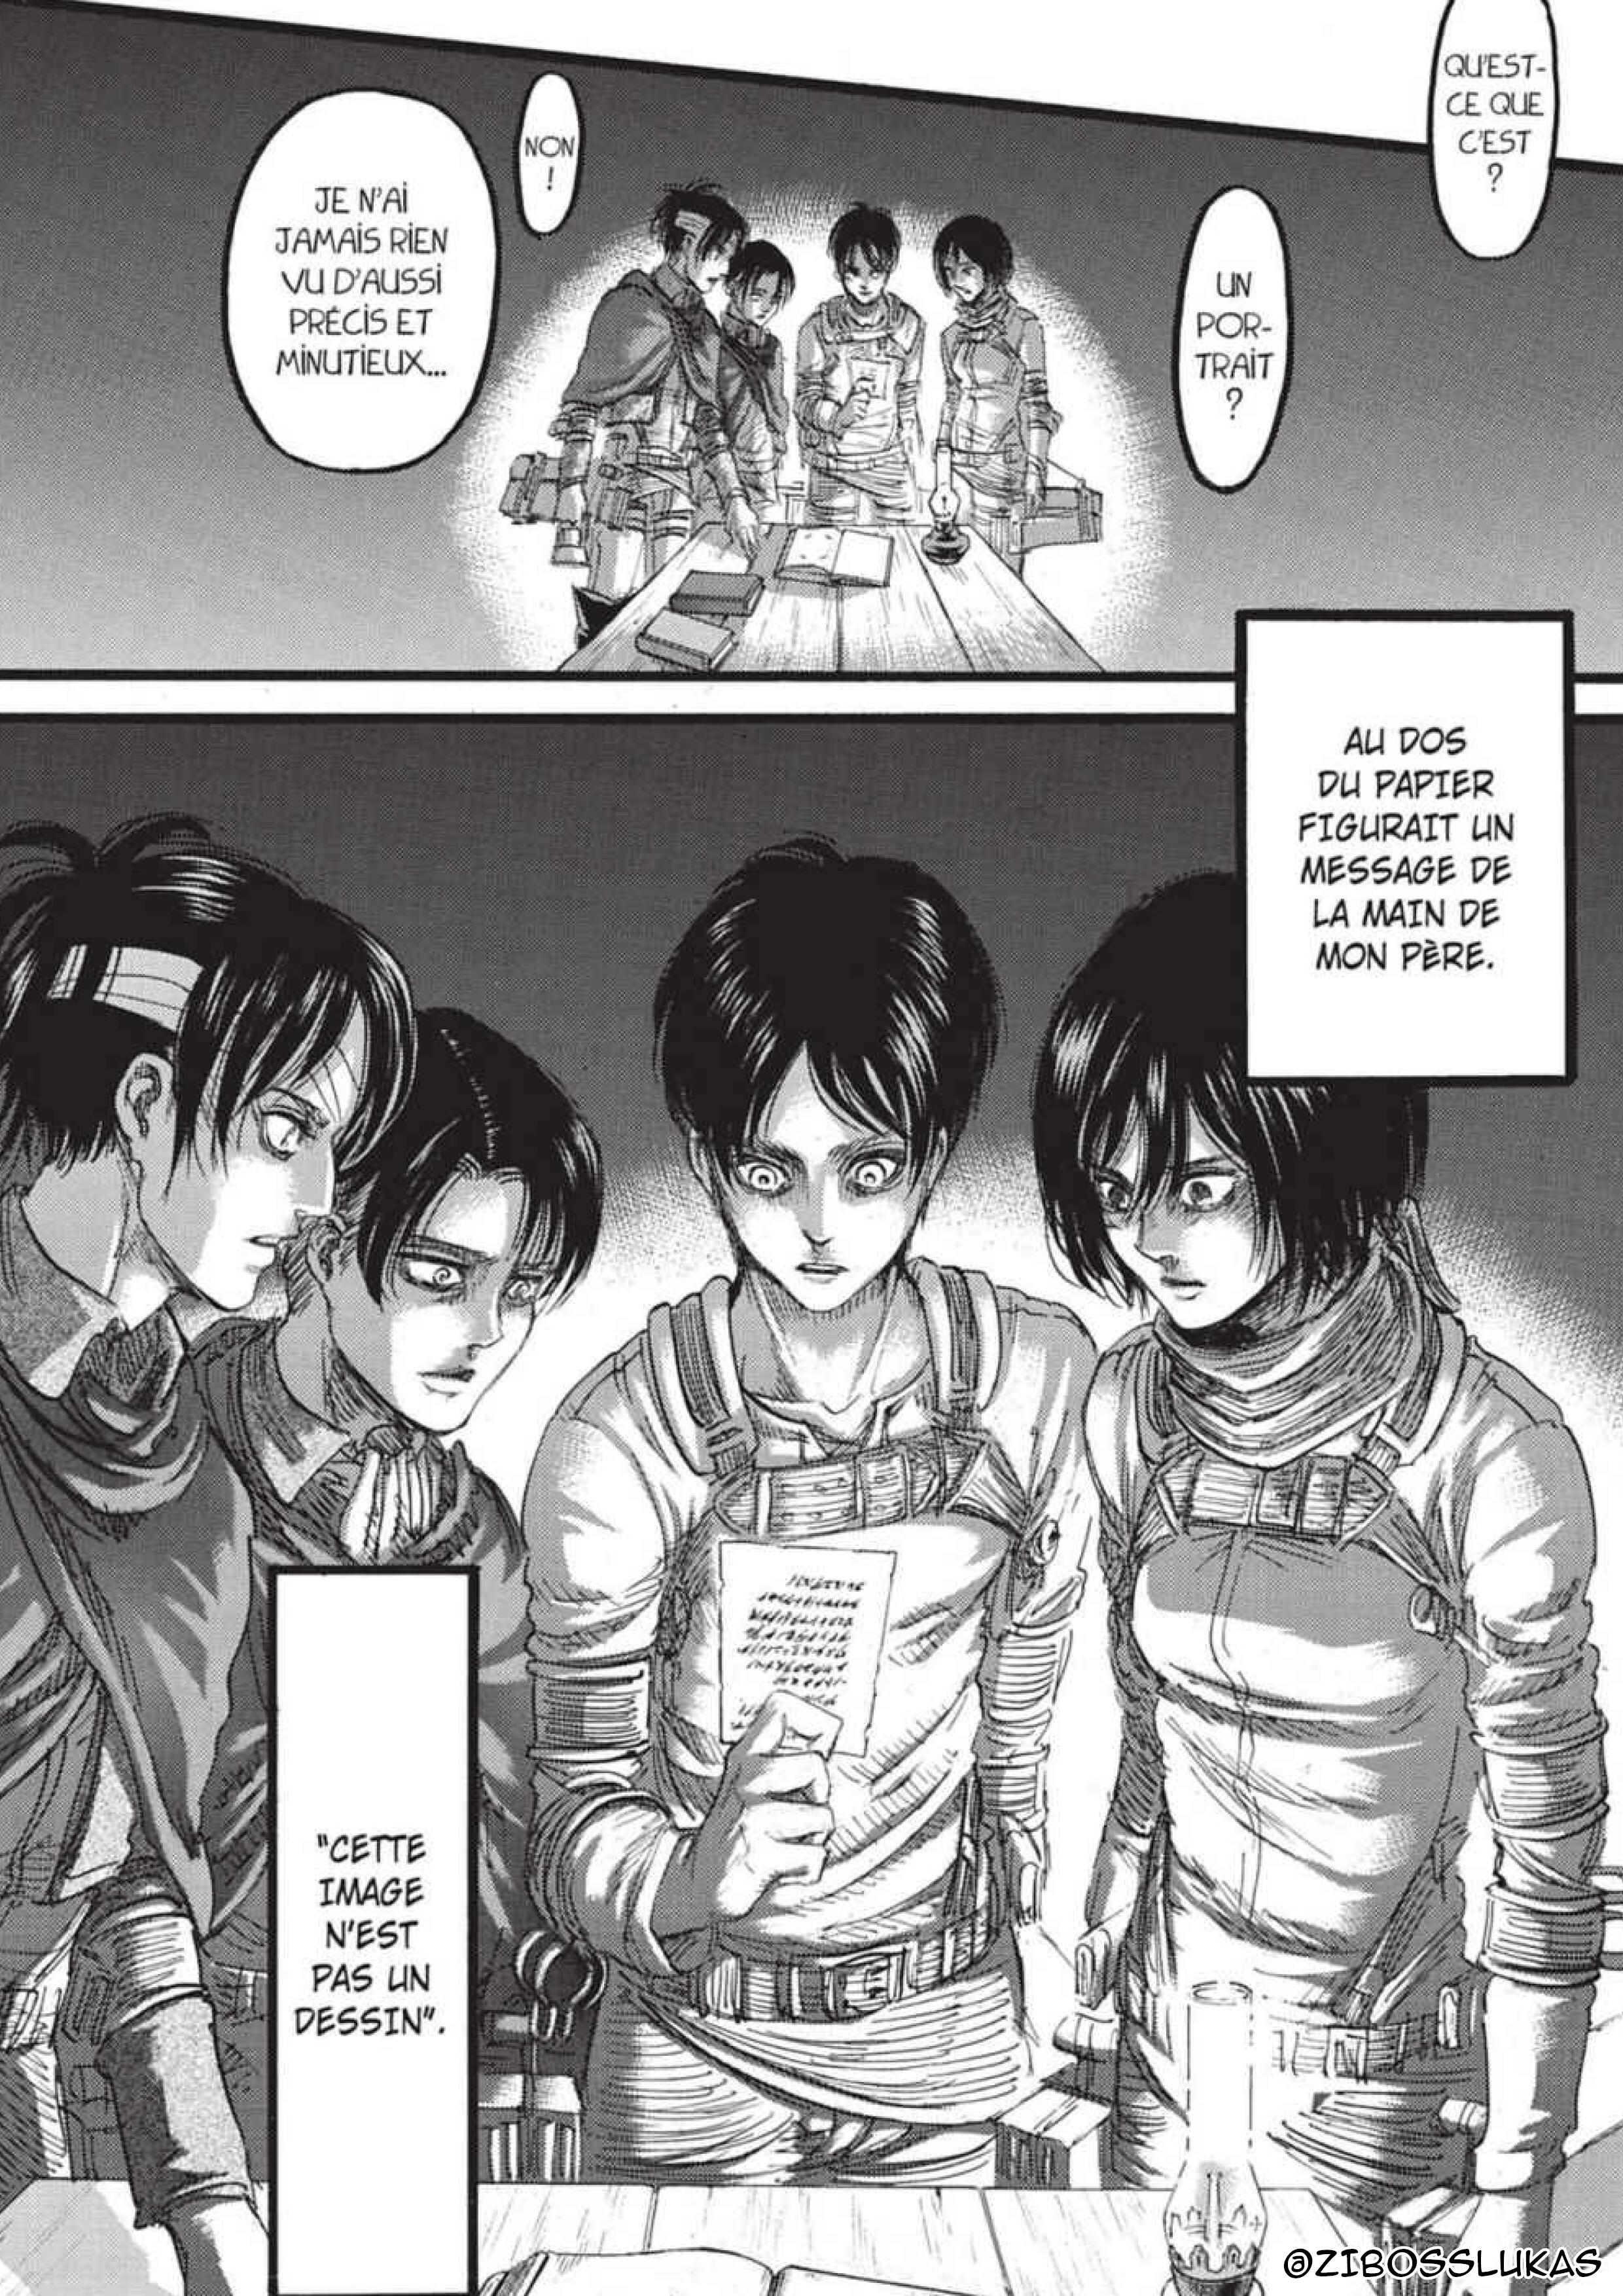 QU'EST-
CE QUE
C'EST
?
UN
POR-
TRAIT
?
NON
!
JE N'AI
JAMAIS RIEN
VU D'AUSSI
PRÉCIS ET
MINUTIEUX...
AU DOS
DU PAPIER
FIGURAIT UN
MESSAGE DE
LA MAIN DE
MON PÈRE.
"CETTE
IMAGE
N'EST
PAS UN
DESSIN".
@ZIBOSSLUKAS